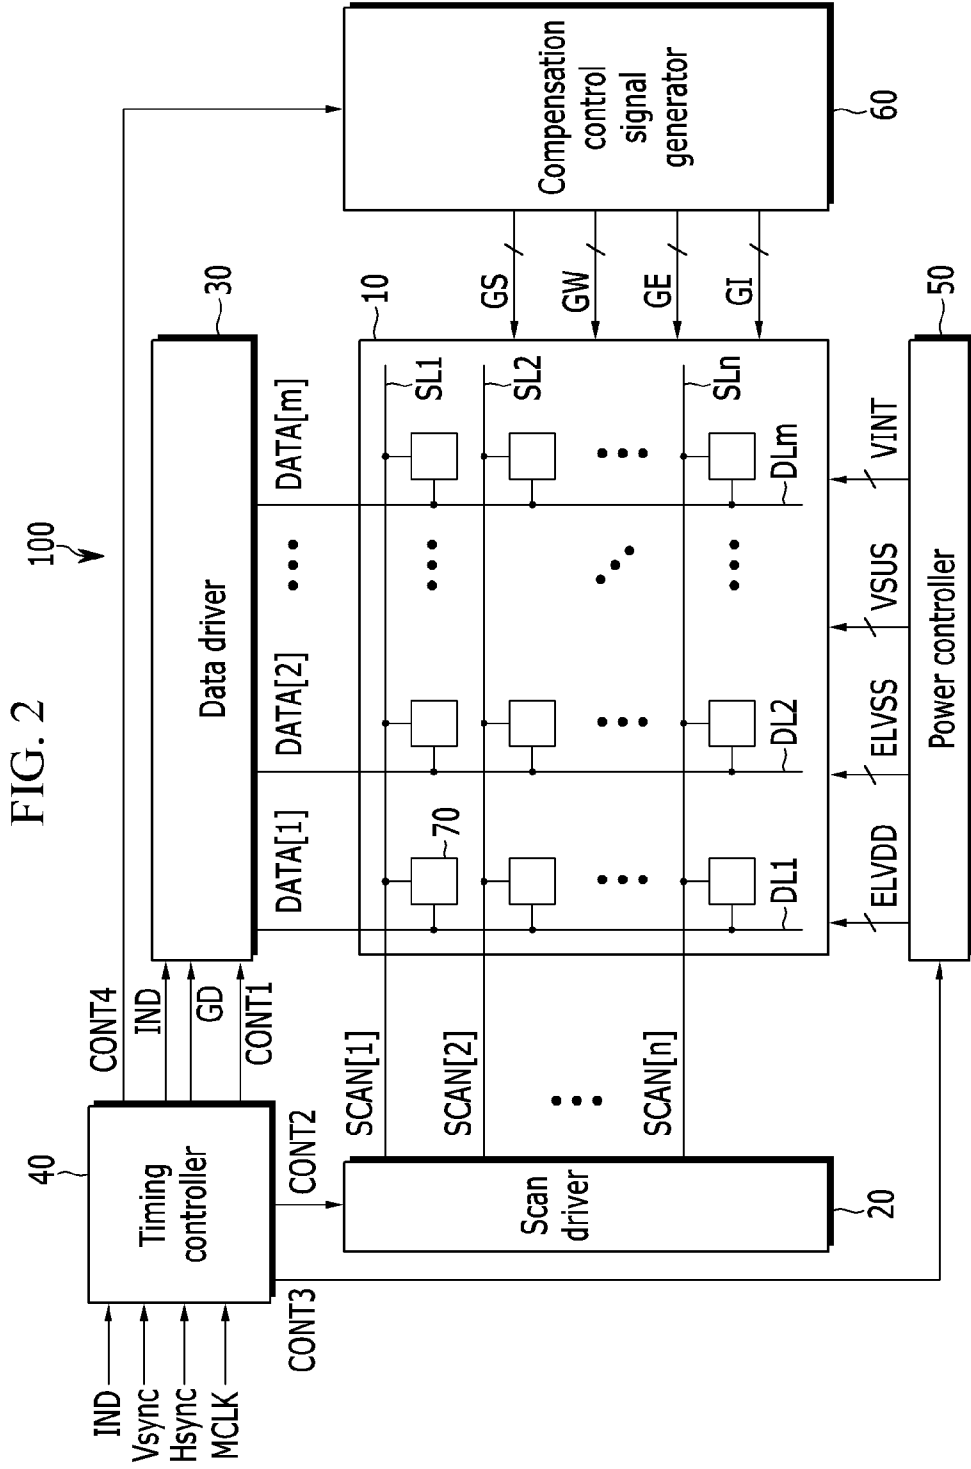 FIG. 2
100
IND
Vsync
Hsync
MCLK
40
Timing
controller
CONT4
IND
GD
CONT1
CONT2
CONT3
30
Data driver
DATA[1]
DATA[2]
DATA[m]
10
SCAN[1]
SCAN[2]
SCAN[n]
SL1
SL2
SLn
70
DL1
DL2
DLm
Scan
driver
20
GS
GW
GE
GI
Compensation
control
signal
generator
60
ELVDD
ELVSS
VSUS
VINT
Power controller
50